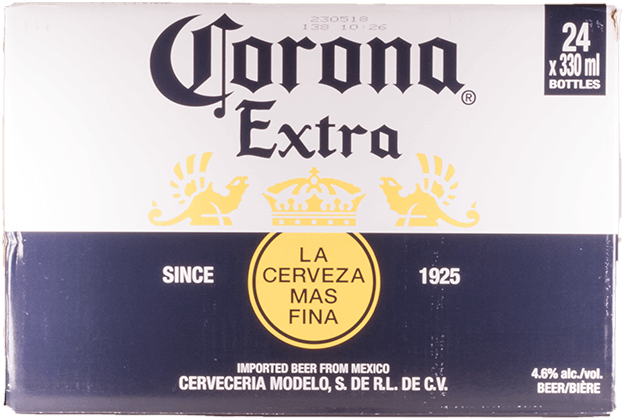 230518
138 10:26
Corona®
Extra
24
x 330 ml
BOTTLES
LA
CERVEZA
MAS
FINA
SINCE
1925
IMPORTED BEER FROM MEXICO
CERVECERIA MODELO, S. DE R.L. DE C.V.
4.6% alc./vol.
BEER/BIÈRE